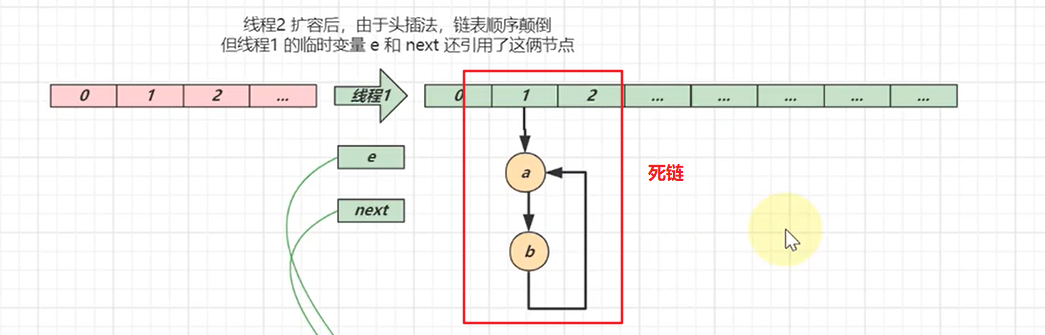 线程2 扩容后，由于头插法，链表顺序颠倒
但线程1 的临时变量 e 和 next 还引用了这俩节点
0 1 2 ... 线程1 0 1 2 ... ... ... ... ...
e
a
死链
next
b